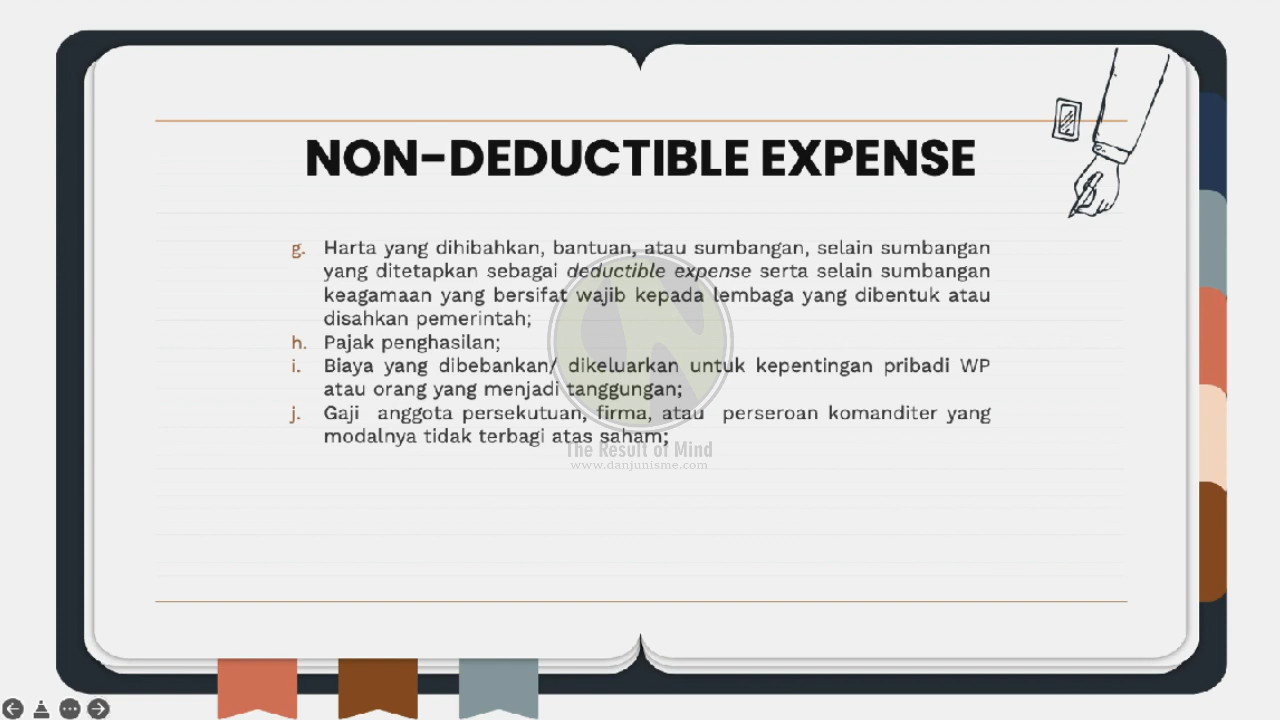 NON-DEDUCTIBLE EXPENSE
g. Harta yang dihibahkan, bantuan, atau sumbangan, selain sumbangan
yang ditetapkan sebagai deductible expense serta selain sumbangan
keagamaan yang bersifat wajib kepada lembaga yang dibentuk atau
disahkan pemerintah;
h. Pajak penghasilan;
i. Biaya yang dibebankan/ dikeluarkan untuk kepentingan pribadi WP
atau orang yang menjadi tanggungan;
j. Gaji anggota persekutuan, firma, atau perseroan komanditer yang
modalnya tidak terbagi atas saham;
The Result of Mind
www.danjunisme.com